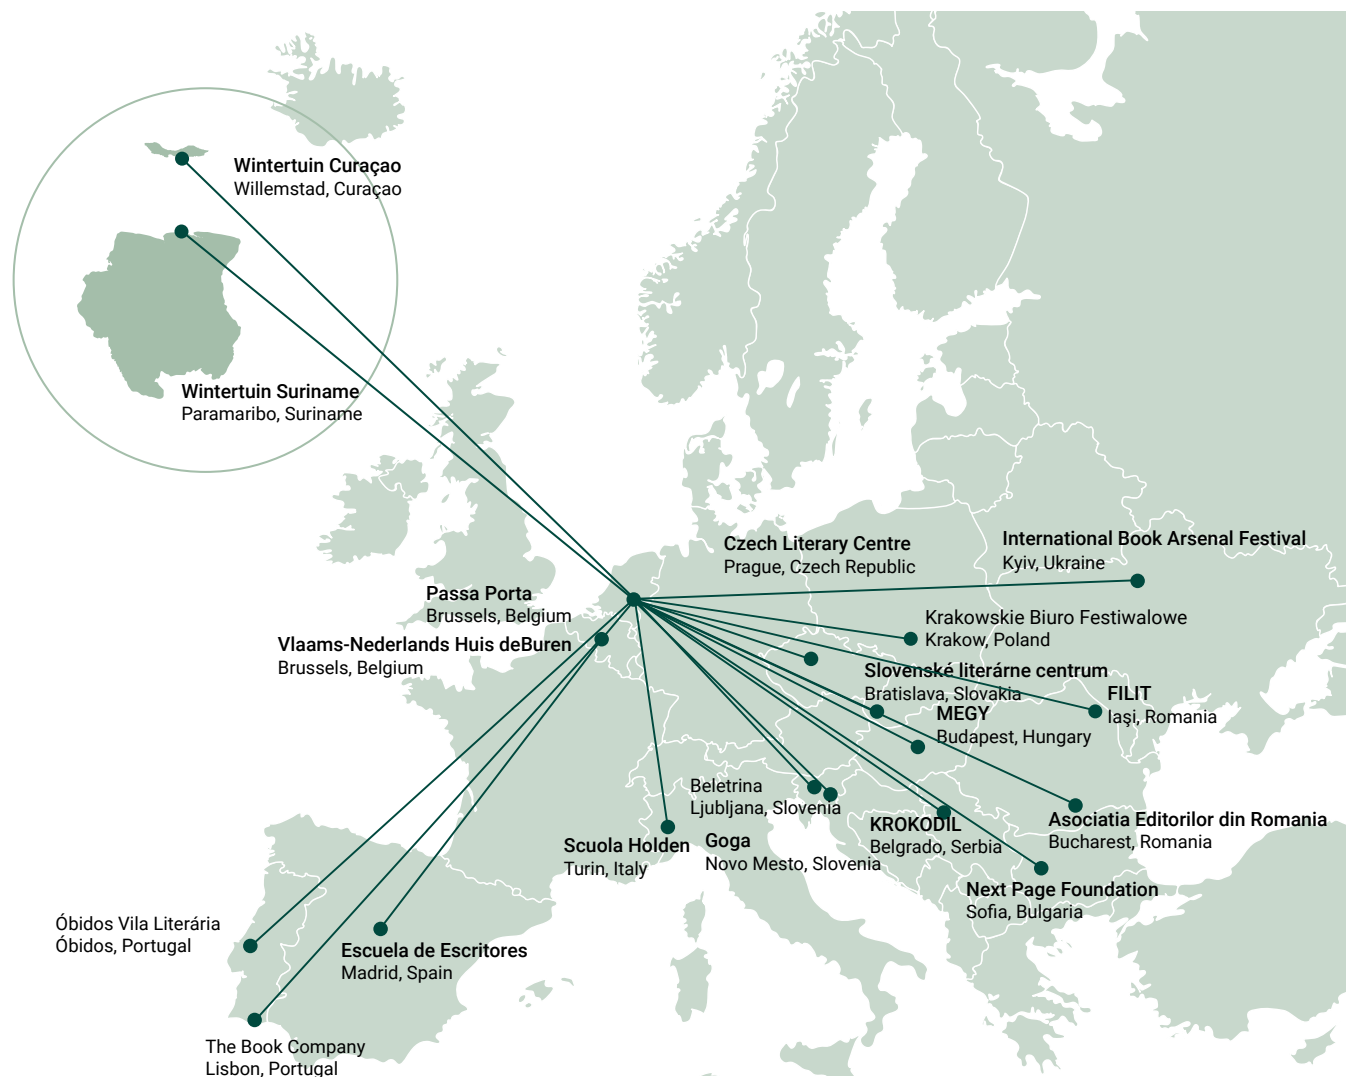 Wintertuin Curaçao
Willemstad, Curaçao
Wintertuin Suriname
Paramaribo, Suriname
Czech Literary Centre
Prague, Czech Republic
International Book Arsenal Festival
Kyiv, Ukraine
Passa Porta
Brussels, Belgium
Vlaams-Nederlands Huis deBuren
Brussels, Belgium
Krakowskie Biuro Festiwalowe
Krakow, Poland
Slovenské literárne centrum
Bratislava, Slovakia
FILIT
Iaşi, Romania
MEGY
Budapest, Hungary
Beletrina
Ljubljana, Slovenia
Goga
Novo Mesto, Slovenia
Scuola Holden
Turin, Italy
KROKODIL
Belgrado, Serbia
Asociatia Editorilor din Romania
Bucharest, Romania
Next Page Foundation
Sofia, Bulgaria
Óbidos Vila Literária
Óbidos, Portugal
Escuela de Escritores
Madrid, Spain
The Book Company
Lisbon, Portugal